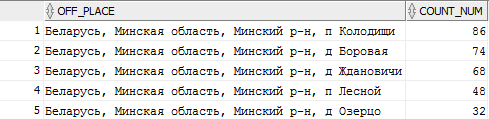 OFF_PLACE COUNT_NUM
1 Беларусь, Минская область, Минский р-н, п Колодищи 86
2 Беларусь, Минская область, Минский р-н, д Боровая 74
3 Беларусь, Минская область, Минский р-н, д Ждановичи 68
4 Беларусь, Минская область, Минский р-н, п Лесной 48
5 Беларусь, Минская область, Минский р-н, д Озерцо 32